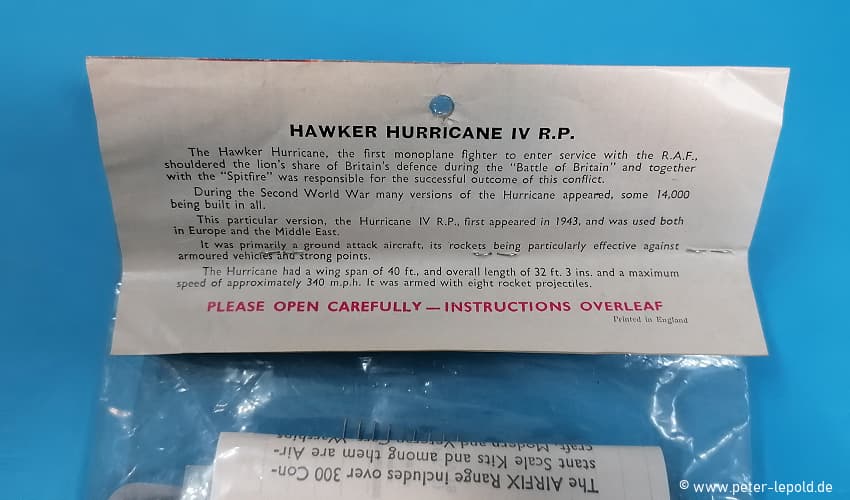 HAWKER HURRICANE IV R.P.
The Hawker Hurricane, the first monoplane fighter to enter service with the R.A.F.,
shouldered the lion's share of Britain's defence during the "Battle of Britain" and together
with the "Spitfire" was responsible for the successful outcome of this conflict.
During the Second World War many versions of the Hurricane appeared, some 14,000
being built in all.
This particular version, the Hurricane IV R.P., first appeared in 1943, and was used both
in Europe and the Middle East.
It was primarily a ground attack aircraft, its rockets being particularly effective against
armoured vehicles and strong points.
The Hurricane had a wing span of 40 ft., and overall length of 32 ft. 3 ins. and a maximum
speed of approximately 340 m.p.h. It was armed with eight rocket projectiles.
PLEASE OPEN CAREFULLY — INSTRUCTIONS OVERLEAF
Printed in England
The AIRFIX Range includes over 300 Con-
stant Scale Kits and among them are Air-
craft, Modern and Veteran Cars, Warships
© www.peter-lepold.de